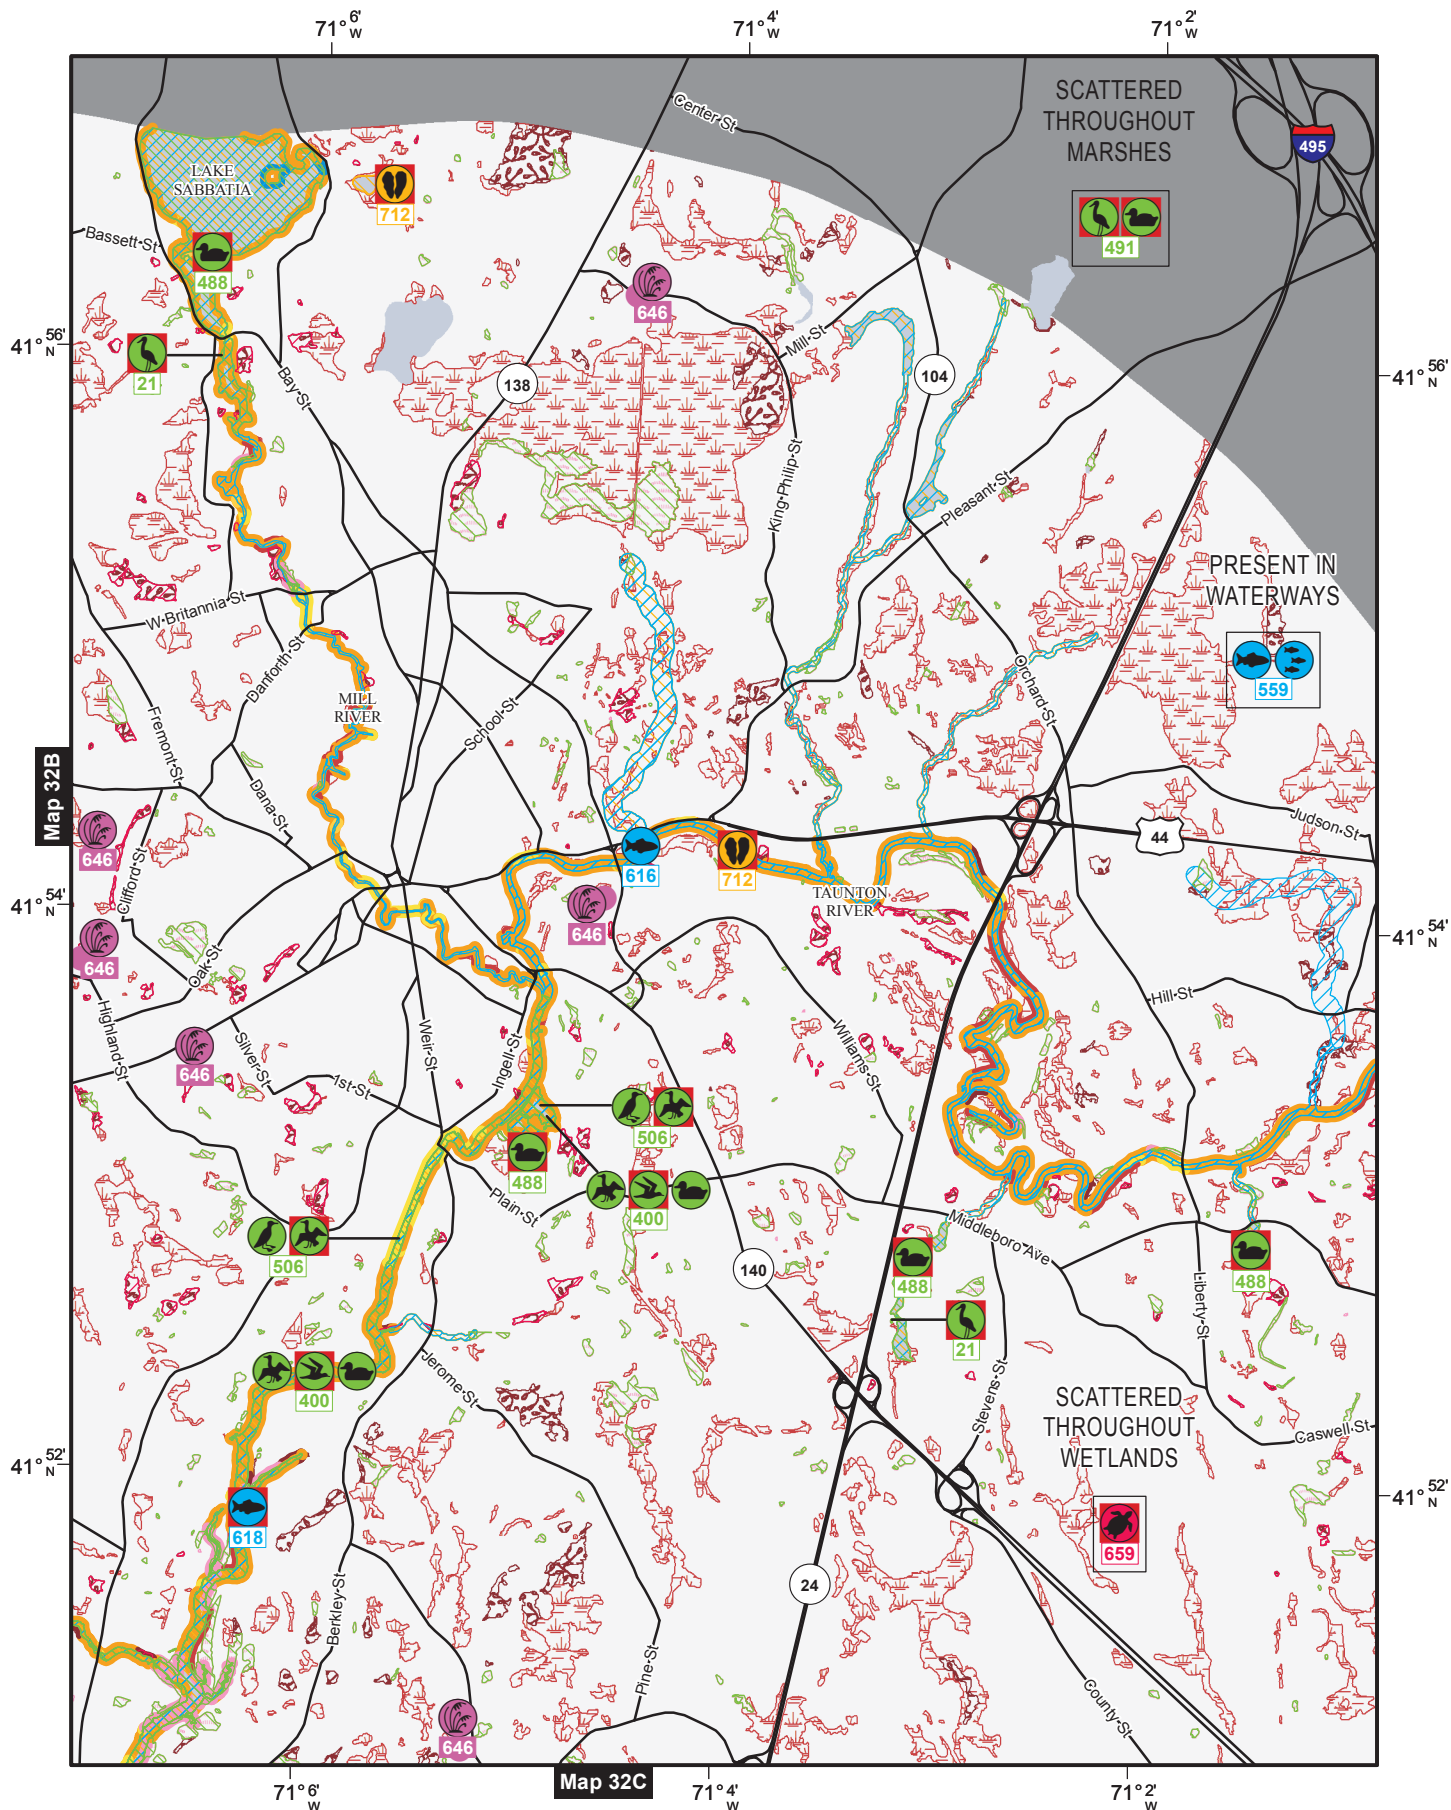 71° 6' W
71° 4' W
71° 2' W
Center St
SCATTERED
THROUGHOUT
MARSHES
495
LAKE
SABBATIA
712
491
Bassett St
488
646
41° 56' N
21
Mill St
138
104
41° 56' N
Bay St
King Philip St
Pleasant St
PRESENT IN
WATERWAYS
559
W Britannia St
Danforth St
Orchard St
MILL
RIVER
School St
Fremont St
Map 32B
Dana St
646
Judson St
44
616
712
Clifford St
TAUNTON
RIVER
41° 54' N
646
41° 54' N
646
Oak St
Hill St
Highland St
Silver St
Weir St
Ingell St
Williams St
646
1st St
506
488
400
Plain St
Middleboro Ave
506
140
488
488
Liberty St
21
Jerome St
400
Stevens St
SCATTERED
THROUGHOUT
WETLANDS
Caswell St
41° 52' N
41° 52' N
618
659
24
Berkley St
Pine St
County St
646
Map 32C
71° 6' W
71° 4' W
71° 2' W